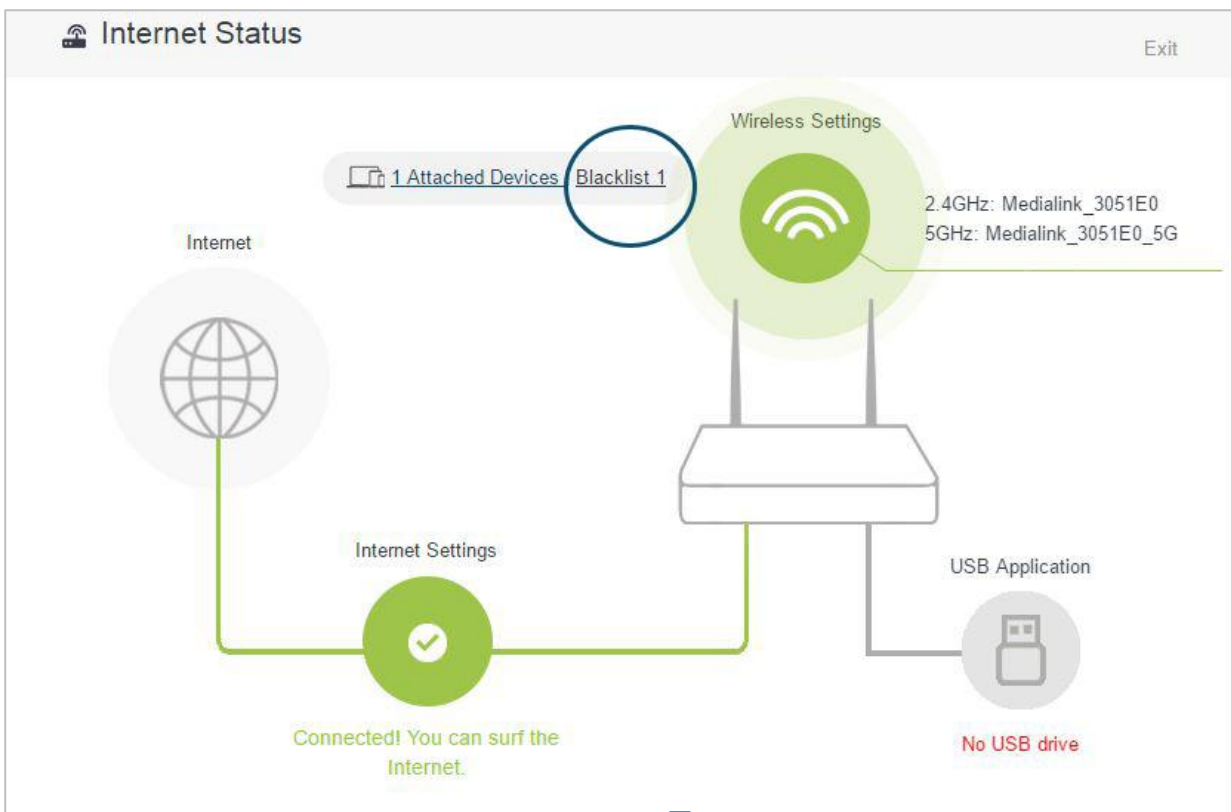 Internet Status
Exit
Wireless Settings
1 Attached Devices Blacklist 1
2.4GHz: Medialink_3051E0
5GHz: Medialink_3051E0_5G
Internet
Internet Settings
USB Application
Connected! You can surf the
Internet.
No USB drive